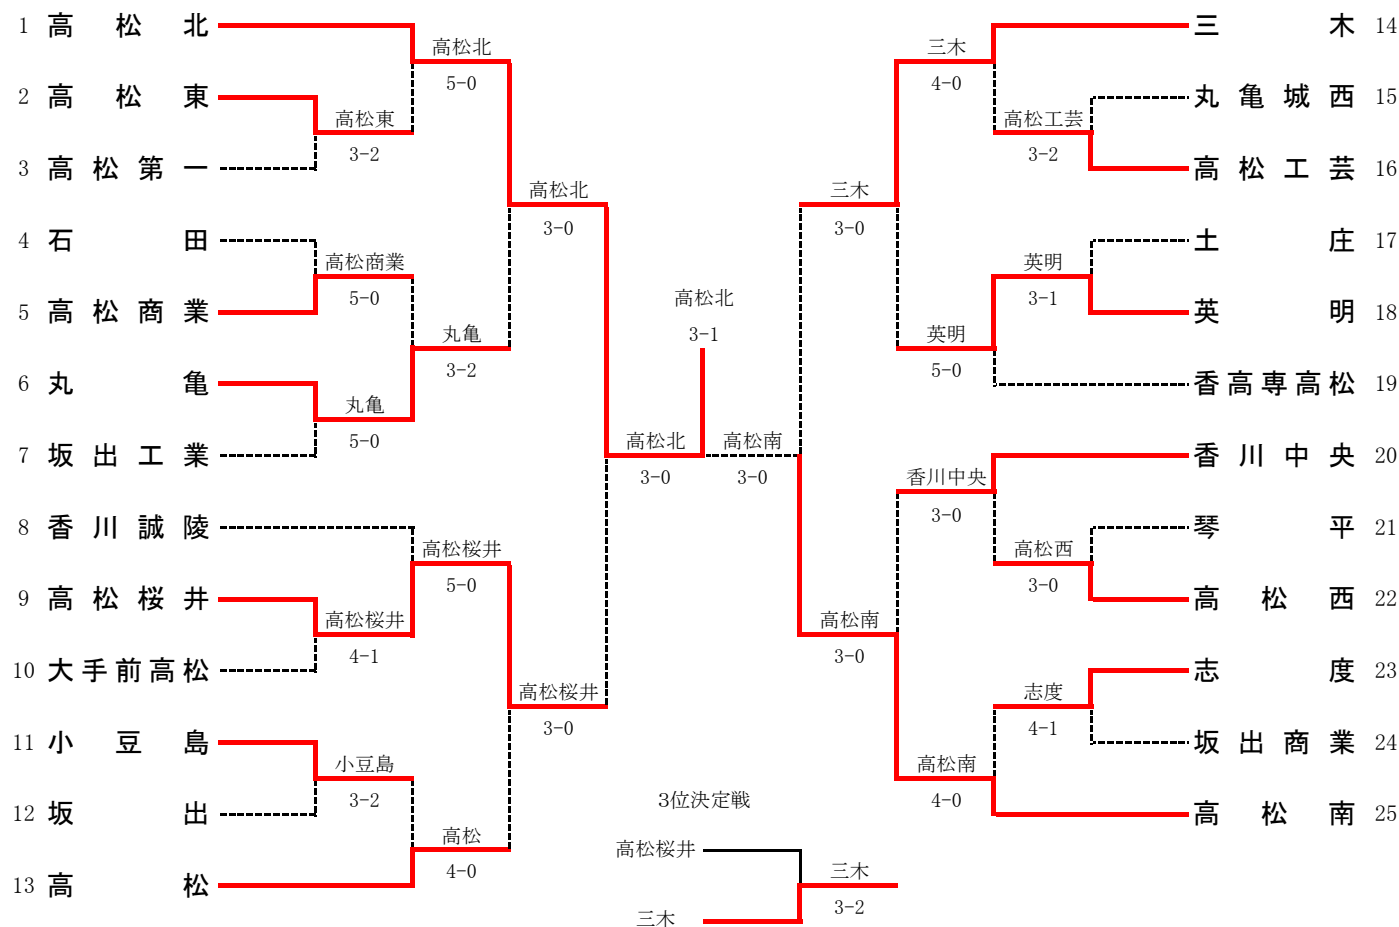 1 高松北
2 高松東
3 高松第一
4 石田
5 高松商業
6 丸亀
7 坂出工業
8 香川誠陵
9 高松桜井
10 大手前高松
11 小豆島
12 坂出
13 高松
高松東
3-2
高松商業
5-0
丸亀
5-0
高松桜井
4-1
小豆島
3-2
高松北
5-0
丸亀
3-2
高松桜井
5-0
高松
4-0
高松北
3-0
高松桜井
3-0
高松北
3-0
高松北
3-1
高松南
3-0
三木
3-0
高松南
3-0
三木
4-0
英明
5-0
香川中央
3-0
高松南
4-0
高松工芸
3-2
英明
3-1
高松西
3-0
志度
4-1
三木 14
丸亀城西 15
高松工芸 16
土庄 17
英明 18
香高専高松 19
香川中央 20
琴平 21
高松西 22
志度 23
坂出商業 24
高松南 25
3位決定戦
高松桜井
三木
三木
3-2